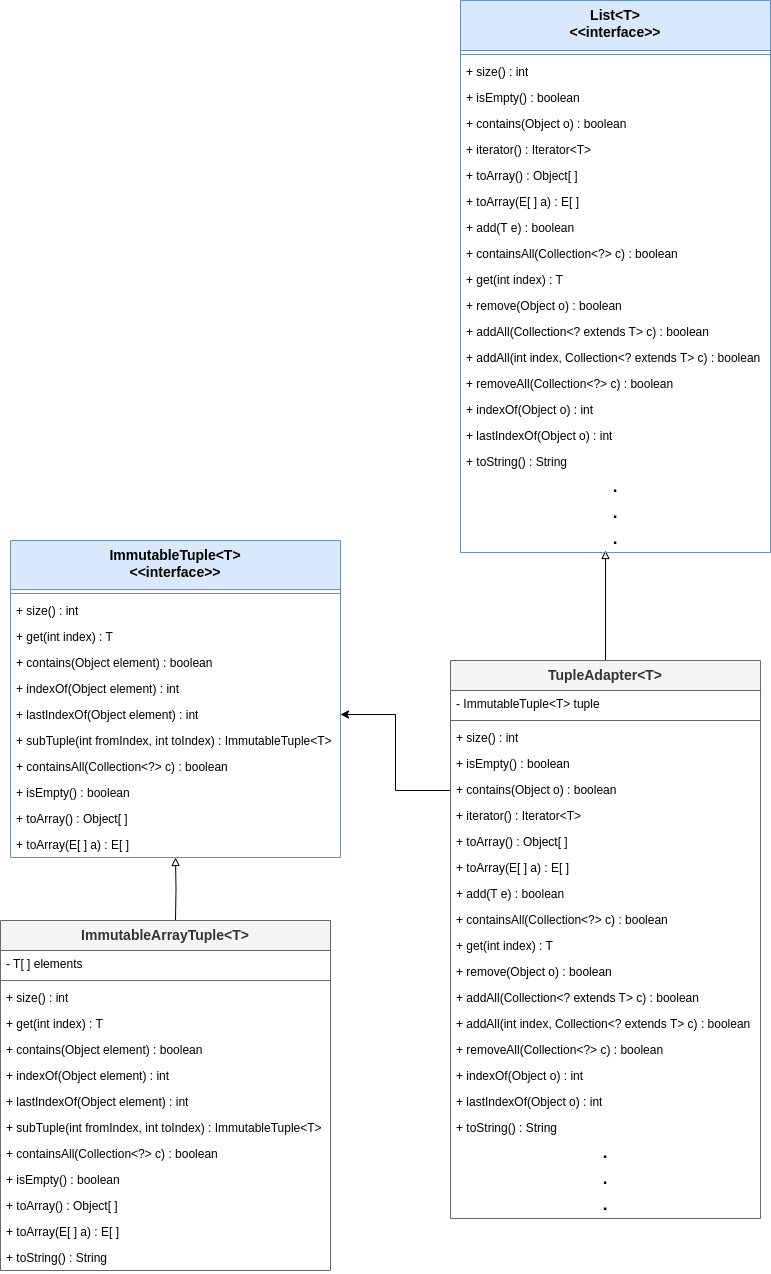 List<T>
<<interface>>
+ size() : int
+ isEmpty() : boolean
+ contains(Object o) : boolean
+ iterator() : Iterator<T>
+ toArray() : Object[ ]
+ toArray(E[ ] a) : E[ ]
+ add(T e) : boolean
+ containsAll(Collection<?> c) : boolean
+ get(int index) : T
+ remove(Object o) : boolean
+ addAll(Collection<? extends T> c) : boolean
+ addAll(int index, Collection<? extends T> c) : boolean
+ removeAll(Collection<?> c) : boolean
+ indexOf(Object o) : int
+ lastIndexOf(Object o) : int
+ toString() : String
.
.
.
ImmutableTuple<T>
<<interface>>
+ size() : int
+ get(int index) : T
+ contains(Object element) : boolean
+ indexOf(Object element) : int
+ lastIndexOf(Object element) : int
+ subTuple(int fromIndex, int toIndex) : ImmutableTuple<T>
+ containsAll(Collection<?> c) : boolean
+ isEmpty() : boolean
+ toArray() : Object[ ]
+ toArray(E[ ] a) : E[ ]
TupleAdapter<T>
- ImmutableTuple<T> tuple
+ size() : int
+ isEmpty() : boolean
+ contains(Object o) : boolean
+ iterator() : Iterator<T>
+ toArray() : Object[ ]
+ toArray(E[ ] a) : E[ ]
+ add(T e) : boolean
+ containsAll(Collection<?> c) : boolean
+ get(int index) : T
+ remove(Object o) : boolean
+ addAll(Collection<? extends T> c) : boolean
+ addAll(int index, Collection<? extends T> c) : boolean
+ removeAll(Collection<?> c) : boolean
+ indexOf(Object o) : int
+ lastIndexOf(Object o) : int
+ toString() : String
.
.
.
ImmutableArrayTuple<T>
- T[ ] elements
+ size() : int
+ get(int index) : T
+ contains(Object element) : boolean
+ indexOf(Object element) : int
+ lastIndexOf(Object element) : int
+ subTuple(int fromIndex, int toIndex) : ImmutableTuple<T>
+ containsAll(Collection<?> c) : boolean
+ isEmpty() : boolean
+ toArray() : Object[ ]
+ toArray(E[ ] a) : E[ ]
+ toString() : String